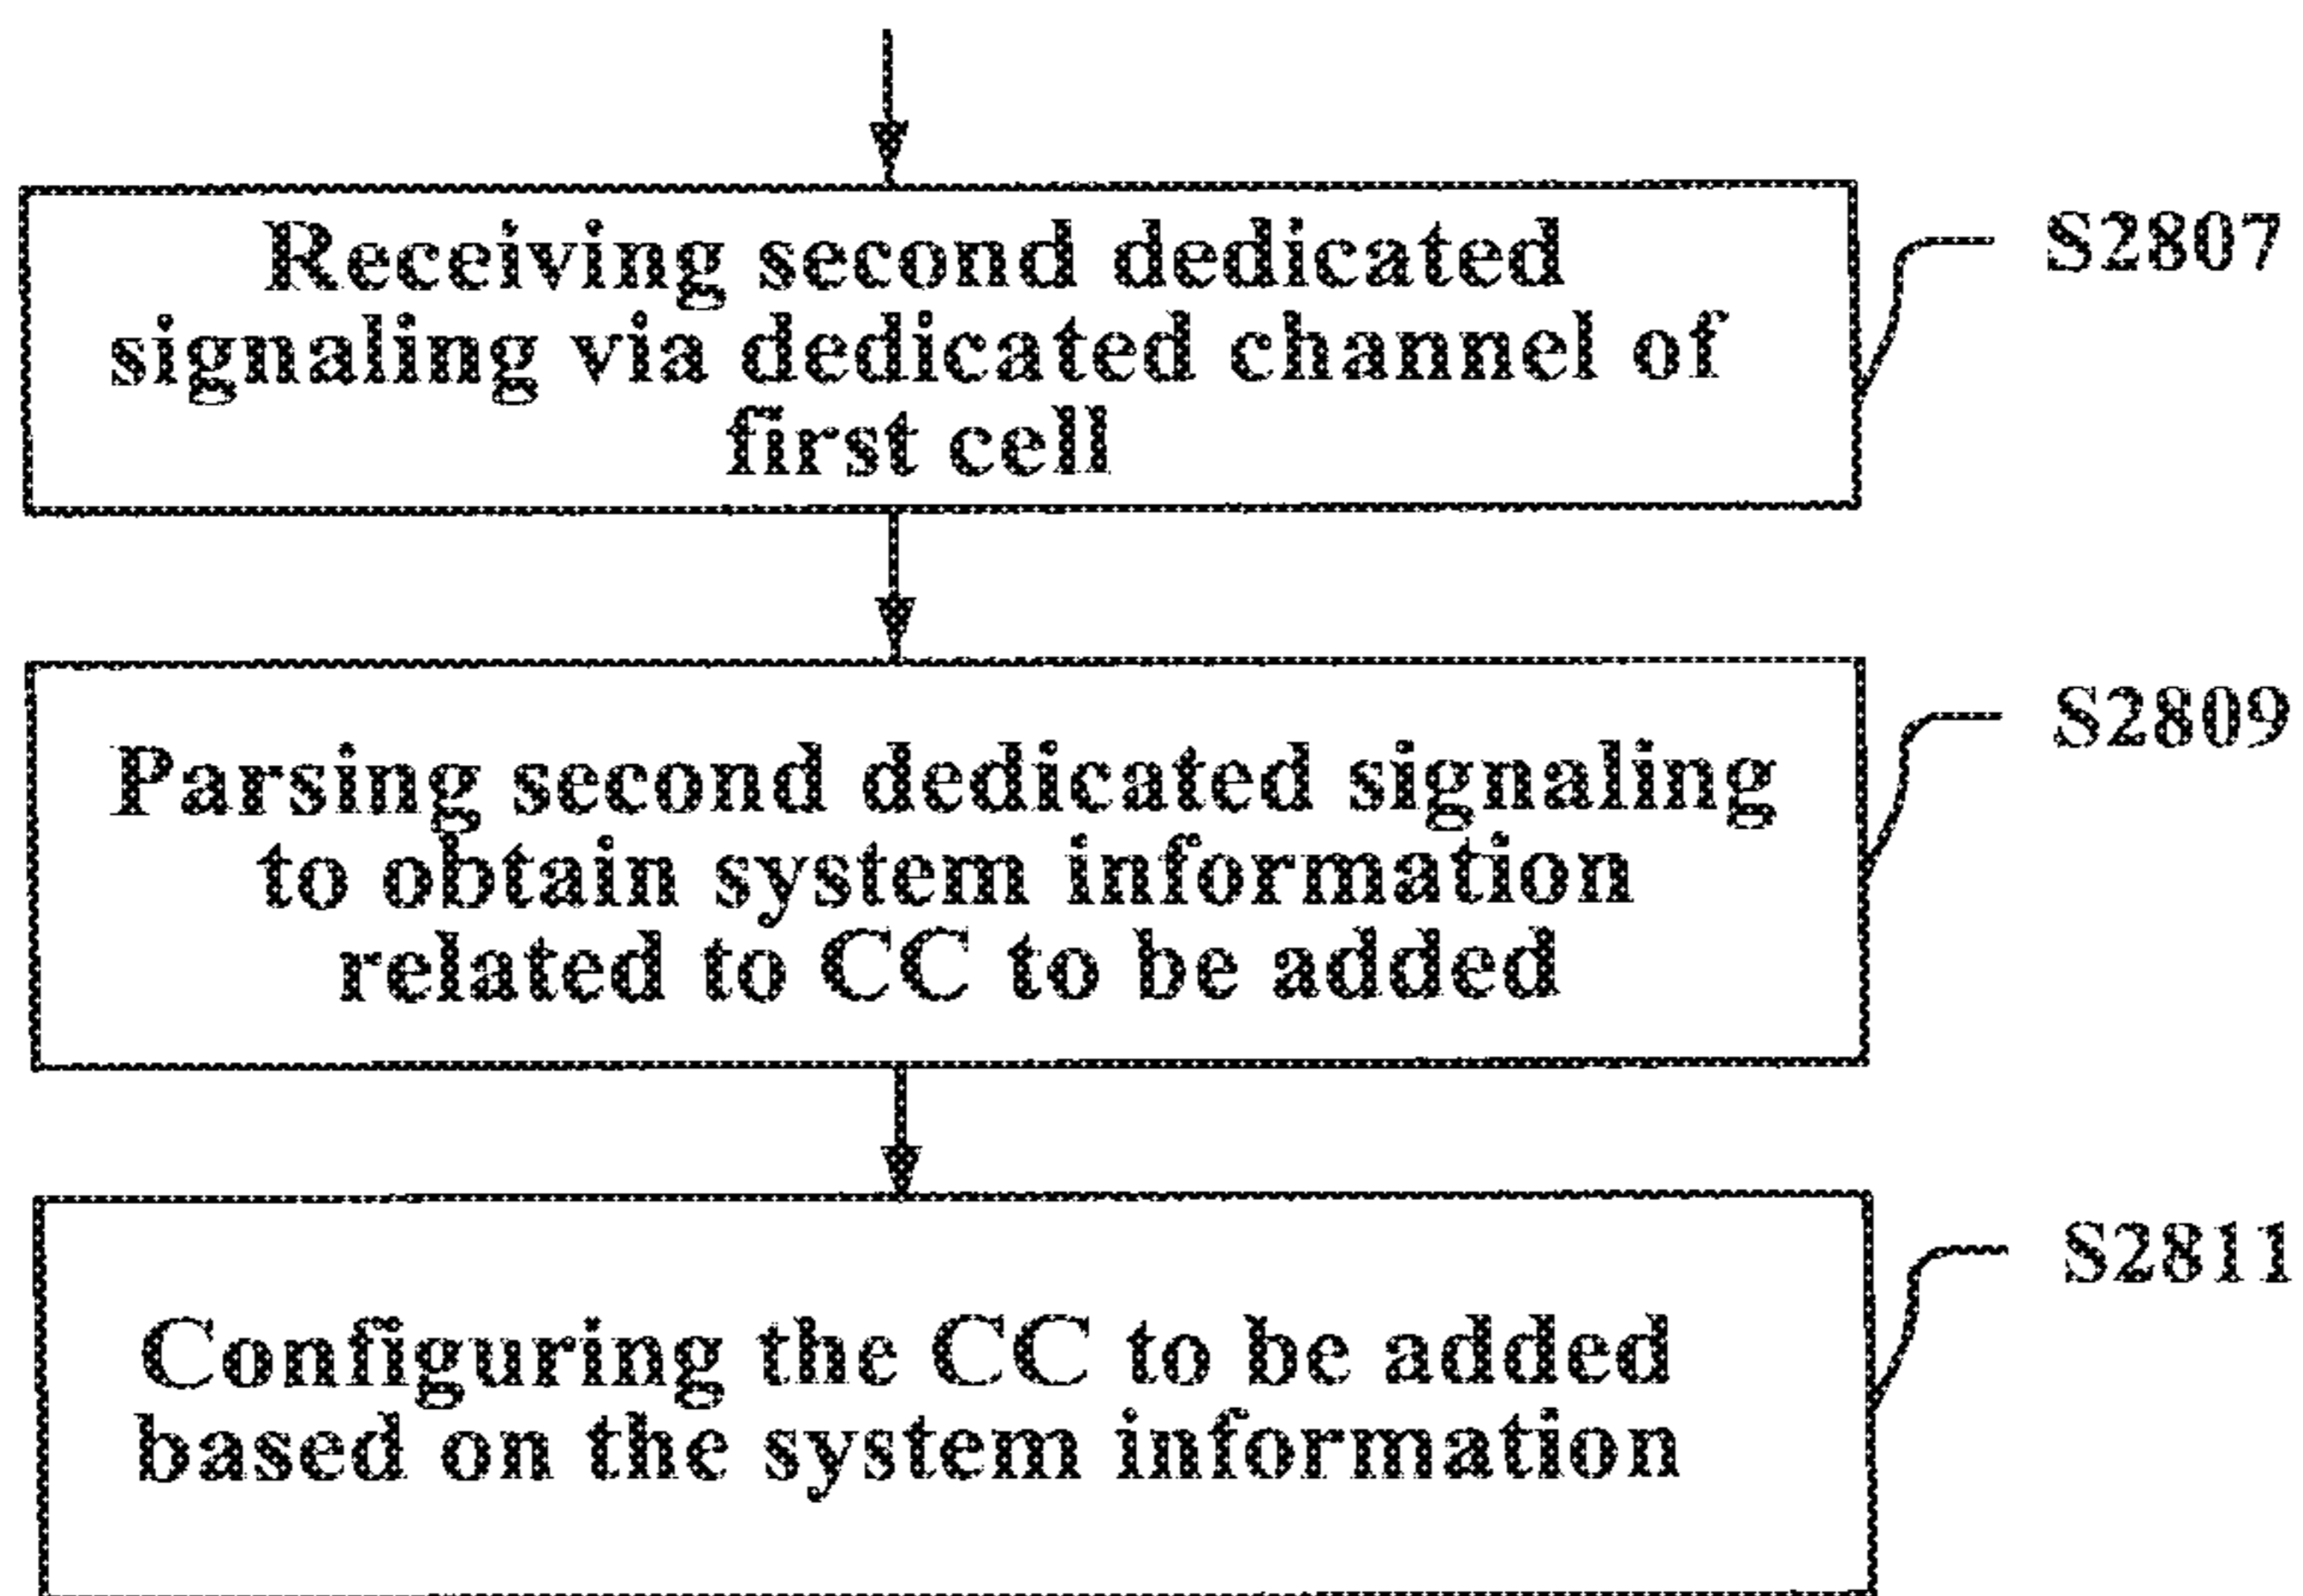 Receiving second dedicated
signaling via dedicated channel of
first cell
S2807
Parsing second dedicated signaling
to obtain system information
related to CC to be added
S2809
Configuring the CC to be added
based on the system information
S2811